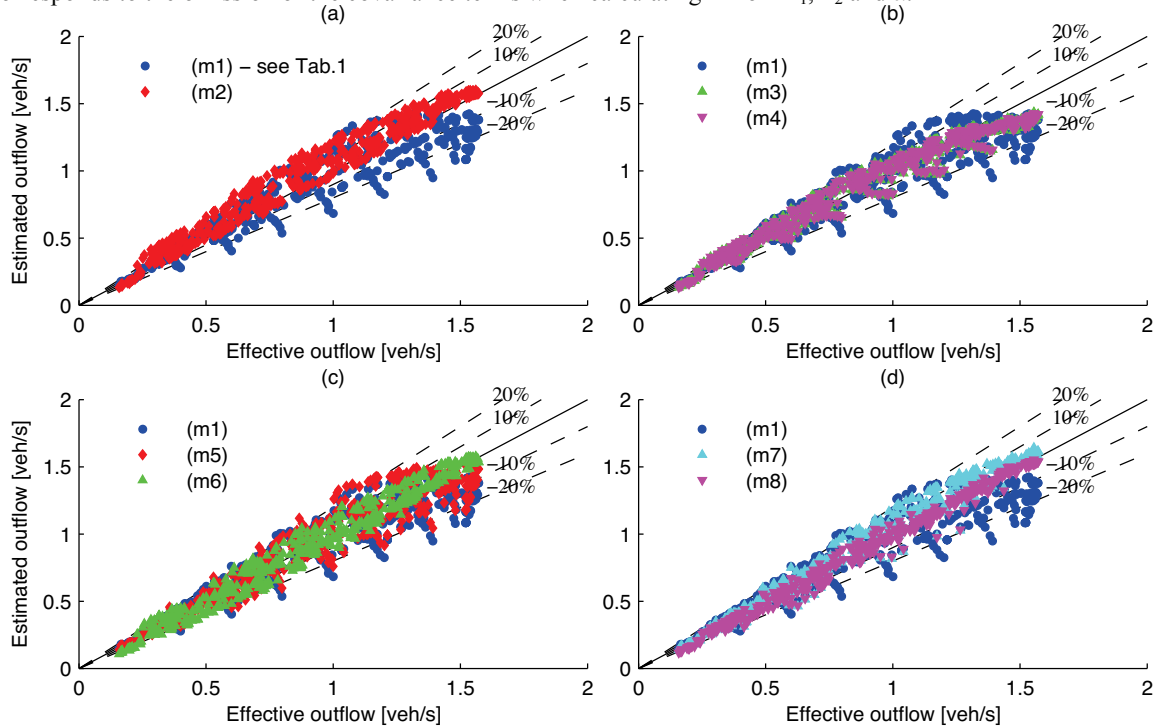 (a)
20%
10%
−10%
−20%
(m1) − see Tab.1
(m2)
Estimated outflow [veh/s]
2
1.5
1
0.5
0
0
0.5
1
1.5
2
Effective outflow [veh/s]
(b)
20%
10%
−10%
−20%
(m1)
(m3)
(m4)
2
1.5
1
0.5
0
0
0.5
1
1.5
2
Effective outflow [veh/s]
(c)
20%
10%
−10%
−20%
(m1)
(m5)
(m6)
Estimated outflow [veh/s]
2
1.5
1
0.5
0
0
0.5
1
1.5
2
Effective outflow [veh/s]
(d)
20%
10%
−10%
−20%
(m1)
(m7)
(m8)
2
1.5
1
0.5
0
0
0.5
1
1.5
2
Effective outflow [veh/s]